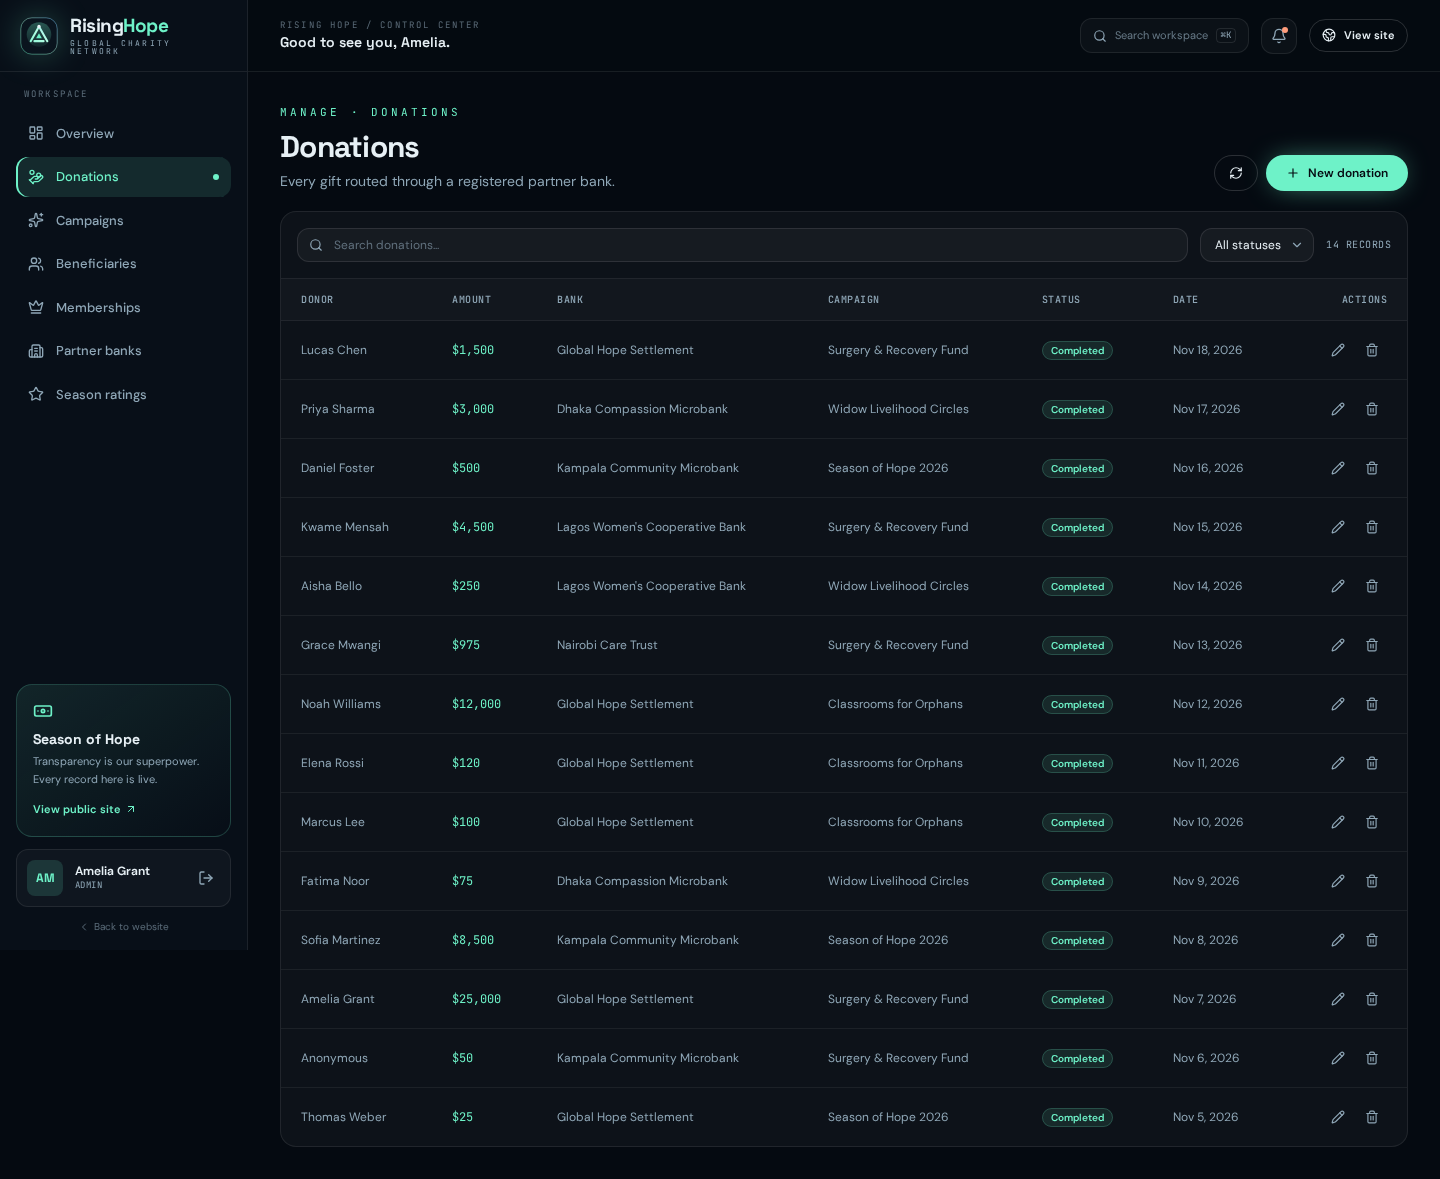 RisingHope
GLOBAL CHARITY
NETWORK
WORKSPACE
Overview
Donations
Campaigns
Beneficiaries
Memberships
Partner banks
Season ratings
Season of Hope
Transparency is our superpower.
Every record here is live.
View public site
AM
Amelia Grant
ADMIN
Back to website
RISING HOPE / CONTROL CENTER
Good to see you, Amelia.
Search workspace ⌘K
View site
MANAGE · DONATIONS
Donations
Every gift routed through a registered partner bank.
New donation
Search donations…
All statuses
14 RECORDS
DONOR AMOUNT BANK CAMPAIGN STATUS DATE ACTIONS
Lucas Chen $1,500 Global Hope Settlement Surgery & Recovery Fund Completed Nov 18, 2026
Priya Sharma $3,000 Dhaka Compassion Microbank Widow Livelihood Circles Completed Nov 17, 2026
Daniel Foster $500 Kampala Community Microbank Season of Hope 2026 Completed Nov 16, 2026
Kwame Mensah $4,500 Lagos Women's Cooperative Bank Surgery & Recovery Fund Completed Nov 15, 2026
Aisha Bello $250 Lagos Women's Cooperative Bank Widow Livelihood Circles Completed Nov 14, 2026
Grace Mwangi $975 Nairobi Care Trust Surgery & Recovery Fund Completed Nov 13, 2026
Noah Williams $12,000 Global Hope Settlement Classrooms for Orphans Completed Nov 12, 2026
Elena Rossi $120 Global Hope Settlement Classrooms for Orphans Completed Nov 11, 2026
Marcus Lee $100 Global Hope Settlement Classrooms for Orphans Completed Nov 10, 2026
Fatima Noor $75 Dhaka Compassion Microbank Widow Livelihood Circles Completed Nov 9, 2026
Sofia Martinez $8,500 Kampala Community Microbank Season of Hope 2026 Completed Nov 8, 2026
Amelia Grant $25,000 Global Hope Settlement Surgery & Recovery Fund Completed Nov 7, 2026
Anonymous $50 Kampala Community Microbank Surgery & Recovery Fund Completed Nov 6, 2026
Thomas Weber $25 Global Hope Settlement Season of Hope 2026 Completed Nov 5, 2026